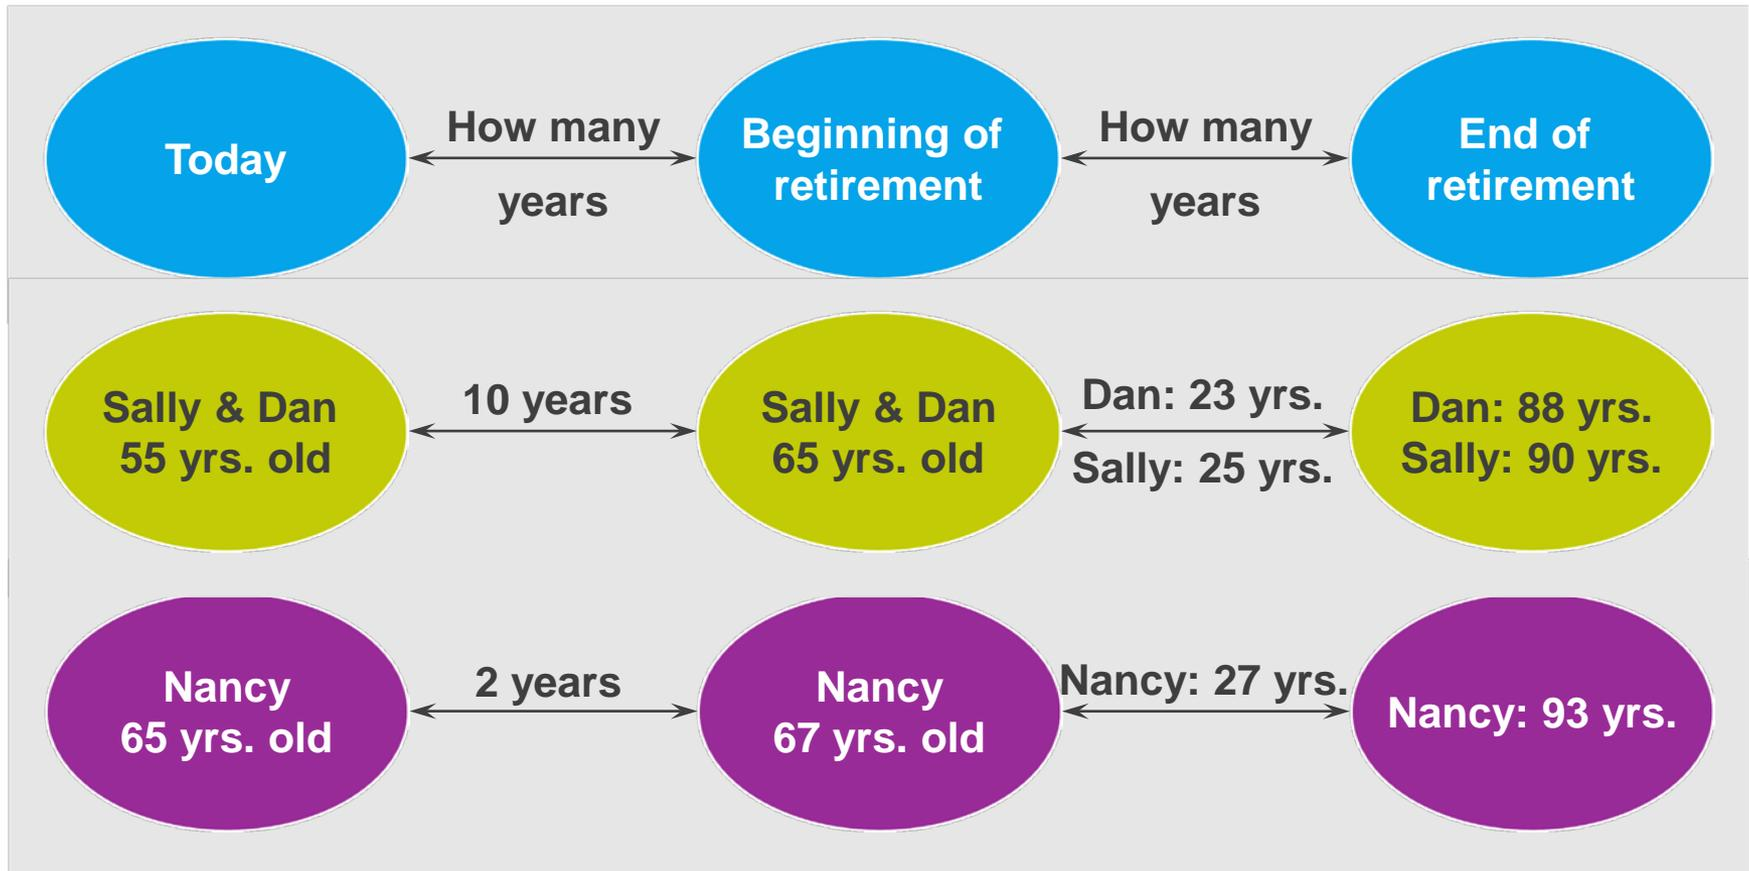 Today
How many
years
Beginning of
retirement
How many
years
End of
retirement
Sally & Dan
55 yrs. old
10 years
Sally & Dan
65 yrs. old
Dan: 23 yrs.
Sally: 25 yrs.
Dan: 88 yrs.
Sally: 90 yrs.
Nancy
65 yrs. old
2 years
Nancy
67 yrs. old
Nancy: 27 yrs.
Nancy: 93 yrs.